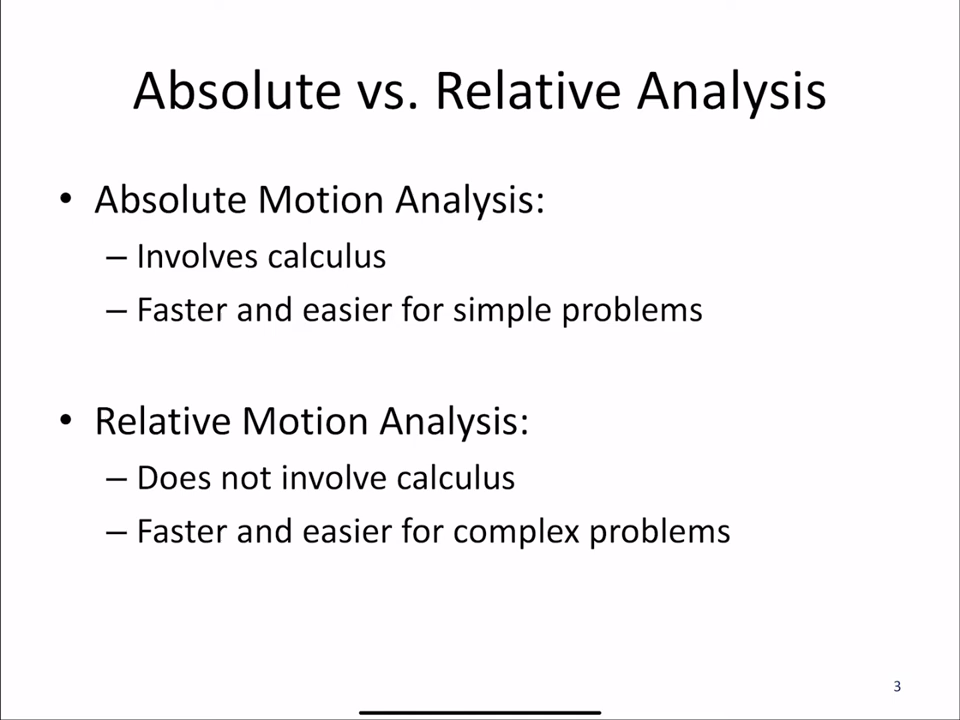 Absolute vs. Relative Analysis
• Absolute Motion Analysis:
– Involves calculus
– Faster and easier for simple problems
• Relative Motion Analysis:
– Does not involve calculus
– Faster and easier for complex problems
3